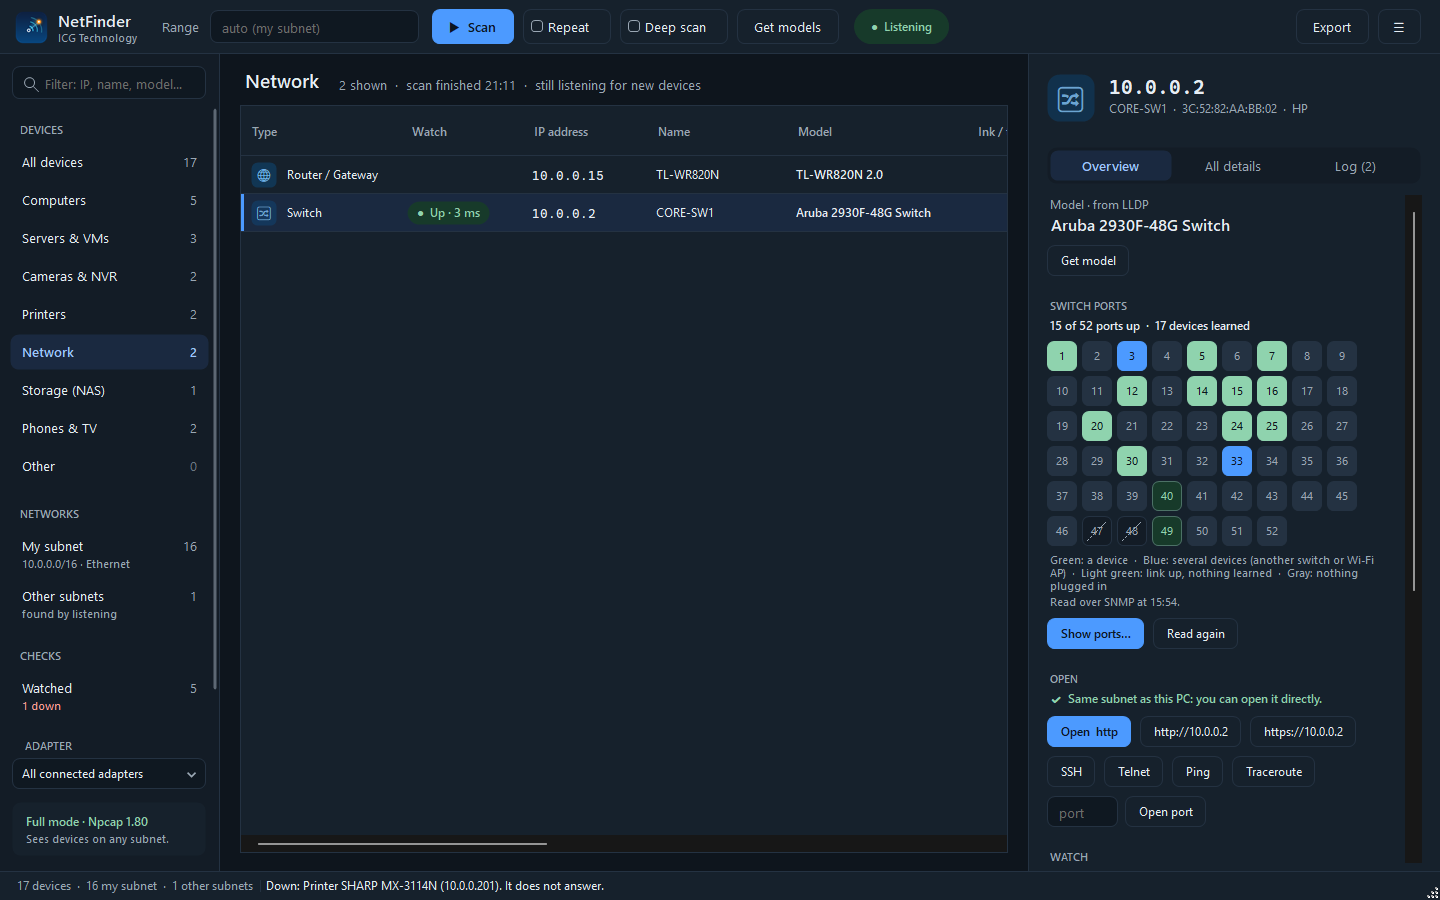 NetFinder
ICG Technology
Range
auto (my subnet)
Scan
Repeat
Deep scan
Get models
Listening
Export
Filter: IP, name, model...
DEVICES
All devices 17
Computers 5
Servers & VMs 3
Cameras & NVR 2
Printers 2
Network 2
Storage (NAS) 1
Phones & TV 2
Other 0
NETWORKS
My subnet 16
10.0.0.0/16 · Ethernet
Other subnets 1
found by listening
CHECKS
Watched 5
1 down
ADAPTER
All connected adapters
Full mode · Npcap 1.80
Sees devices on any subnet.
Network 2 shown · scan finished 21:11 · still listening for new devices
Type Watch IP address Name Model Ink /
Router / Gateway 10.0.0.15 TL-WR820N TL-WR820N 2.0
Switch Up · 3 ms 10.0.0.2 CORE-SW1 Aruba 2930F-48G Switch
10.0.0.2
CORE-SW1 · 3C:52:82:AA:BB:02 · HP
Overview All details Log (2)
Model · from LLDP
Aruba 2930F-48G Switch
Get model
SWITCH PORTS
15 of 52 ports up · 17 devices learned
1 2 3 4 5 6 7 8 9
10 11 12 13 14 15 16 17 18
19 20 21 22 23 24 25 26 27
28 29 30 31 32 33 34 35 36
37 38 39 40 41 42 43 44 45
46 47 48 49 50 51 52
Green: a device · Blue: several devices (another switch or Wi-Fi
AP) · Light green: link up, nothing learned · Gray: nothing
plugged in
Read over SNMP at 15:54.
Show ports... Read again
OPEN
Same subnet as this PC: you can open it directly.
Open http http://10.0.0.2 https://10.0.0.2
SSH Telnet Ping Traceroute
port Open port
WATCH
17 devices · 16 my subnet · 1 other subnets Down: Printer SHARP MX-3114N (10.0.0.201). It does not answer.